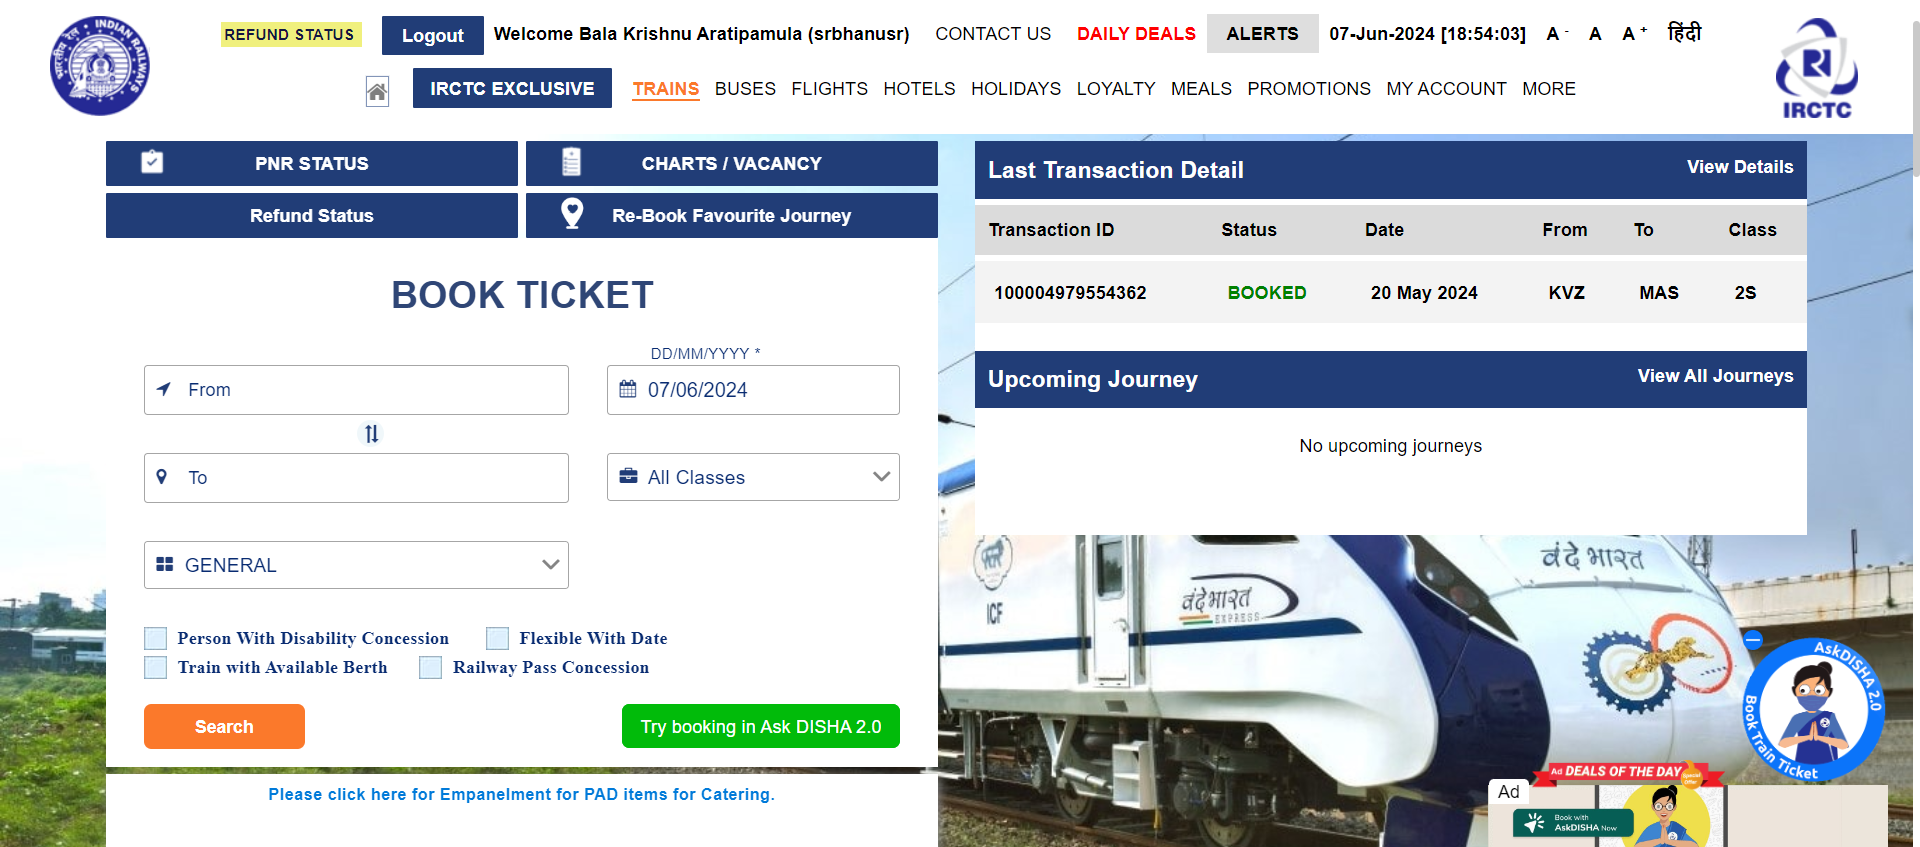 REFUND STATUS
Logout
Welcome Bala Krishnu Aratipamula (srbhanusr)
CONTACT US
DAILY DEALS
ALERTS
07-Jun-2024 [18:54:03]
A -
A
A +
हिंदी
INDIAN RAILWAYS
भारतीय रेल
IRCTC EXCLUSIVE
TRAINS
BUSES
FLIGHTS
HOTELS
HOLIDAYS
LOYALTY
MEALS
PROMOTIONS
MY ACCOUNT
MORE
IRCTC
PNR STATUS
CHARTS / VACANCY
Refund Status
Re-Book Favourite Journey
BOOK TICKET
DD/MM/YYYY *
From
07/06/2024
To
All Classes
GENERAL
Person With Disability Concession
Flexible With Date
Train with Available Berth
Railway Pass Concession
Search
Try booking in Ask DISHA 2.0
Please click here for Empanelment for PAD items for Catering.
Last Transaction Detail
View Details
Transaction ID Status Date From To Class
100004979554362 BOOKED 20 May 2024 KVZ MAS 2S
Upcoming Journey
View All Journeys
No upcoming journeys
ICF
वंदे भारत
EXPRESS
वंदे भारत
AskDISHA 2.0
Book Train Ticket
Ad DEALS OF THE DAY
Special Offer
Ad
Book with
AskDISHA Now